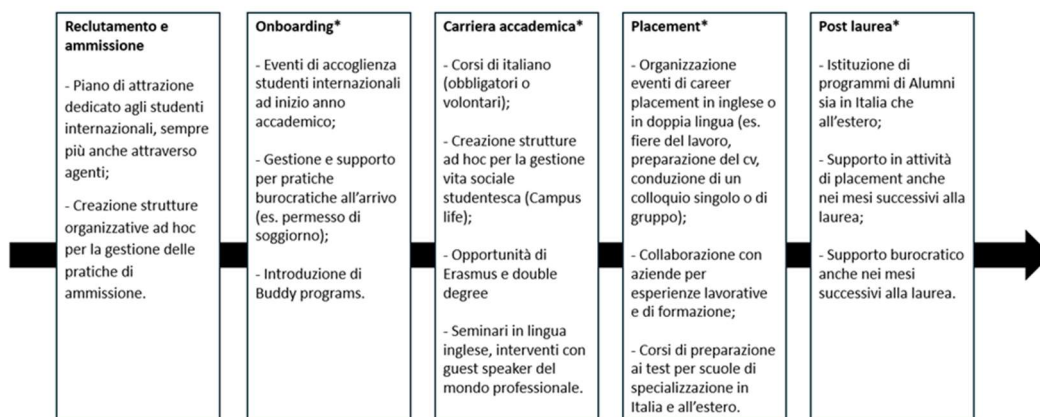 Reclutamento e
ammissione
- Piano di attrazione
dedicato agli studenti
internazionali, sempre
più anche attraverso
agenti;
- Creazione strutture
organizzative ad hoc
per la gestione delle
pratiche di
ammissione.
Onboarding*
- Eventi di accoglienza
studenti internazionali
ad inizio anno
accademico;
- Gestione e supporto
per pratiche
burocratiche all’arrivo
(es. permesso di
soggiorno);
- Introduzione di
Buddy programs.
Carriera accademica*
- Corsi di italiano
(obbligatori o
volontari);
- Creazione strutture
ad hoc per la gestione
vita sociale
studentesca (Campus
life);
- Opportunità di
Erasmus e double
degree
- Seminari in lingua
inglese, interventi con
guest speaker del
mondo professionale.
Placement*
- Organizzazione
eventi di career
placement in inglese o
in doppia lingua (es.
fiere del lavoro,
preparazione del cv,
conduzione di un
colloquio singolo o di
gruppo);
- Collaborazione con
aziende per
esperienze lavorative
e di formazione;
- Corsi di preparazione
ai test per scuole di
specializzazione in
Italia e all’estero.
Post laurea*
- Istituzione di
programmi di Alumni
sia in Italia che
all’estero;
- Supporto in attività
di placement anche
nei mesi successivi alla
laurea;
- Supporto burocratico
anche nei mesi
successivi alla laurea.